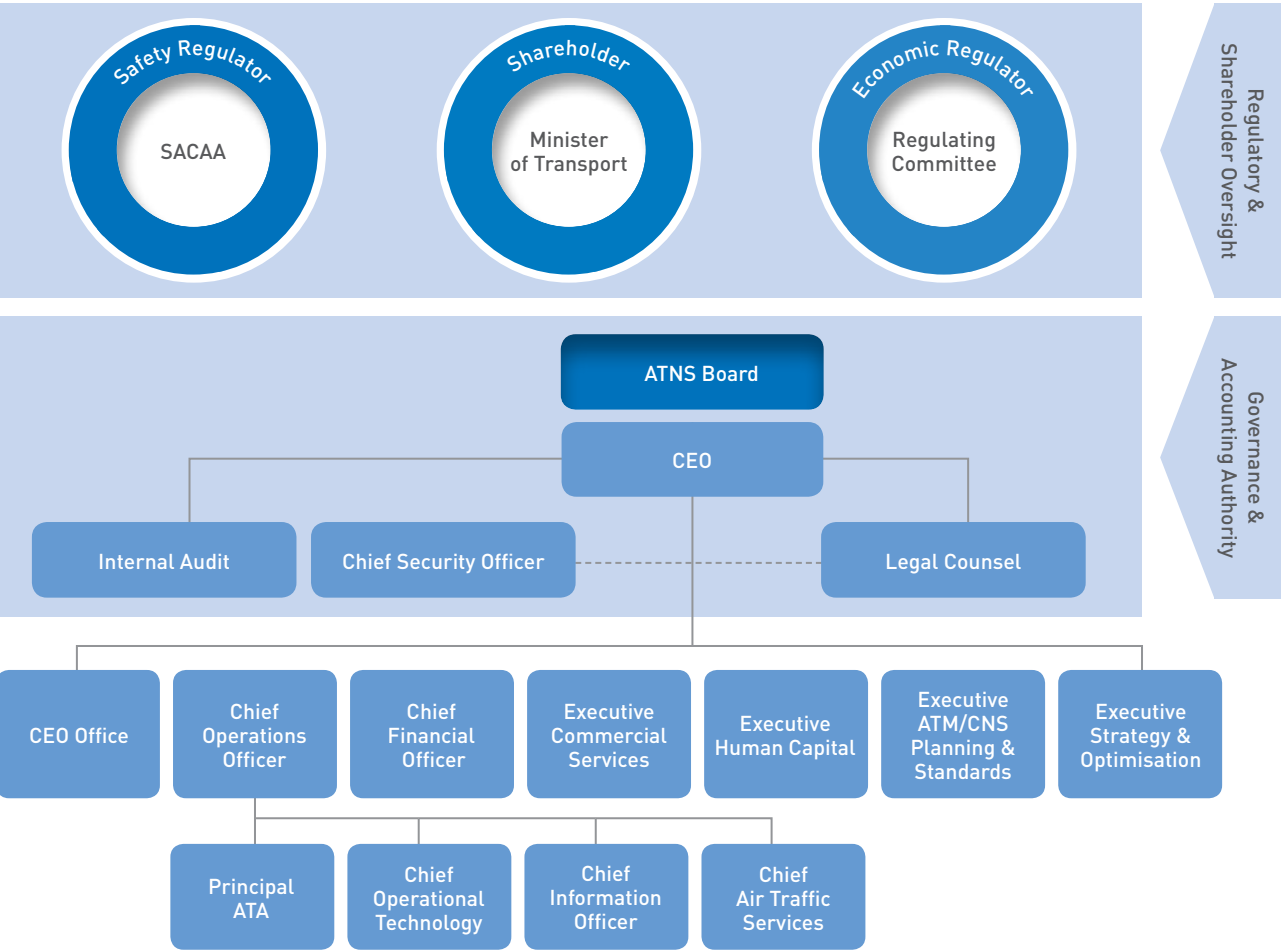 Safety Regulator
SACAA
Shareholder
Minister
of Transport
Economic Regulator
Regulating
Committee
Regulatory &
Shareholder Oversight
ATNS Board
CEO
Internal Audit
Chief Security Officer
Legal Counsel
Governance &
Accounting Authority
CEO Office
Chief
Operations
Officer
Chief
Financial
Officer
Executive
Commercial
Services
Executive
Human Capital
Executive
ATM/CNS
Planning &
Standards
Executive
Strategy &
Optimisation
Principal
ATA
Chief
Operational
Technology
Chief
Information
Officer
Chief
Air Traffic
Services